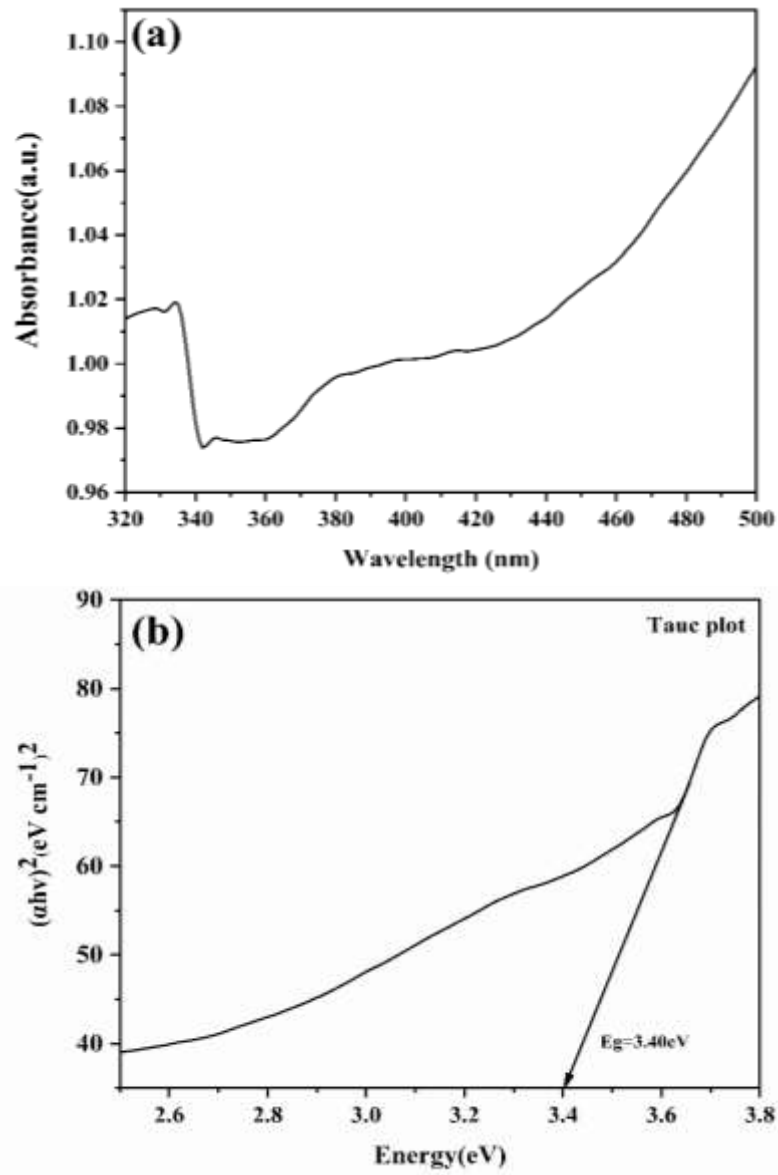 (a)
1.10
1.08
1.06
1.04
1.02
1.00
0.98
0.96
Absorbance(a.u.)
320 340 360 380 400 420 440 460 480 500
Wavelength (nm)
(b)
Tauc plot
90
80
70
60
50
40
(αhν)2(eV cm-1)2
Eg=3.40eV
2.6 2.8 3.0 3.2 3.4 3.6 3.8
Energy(eV)